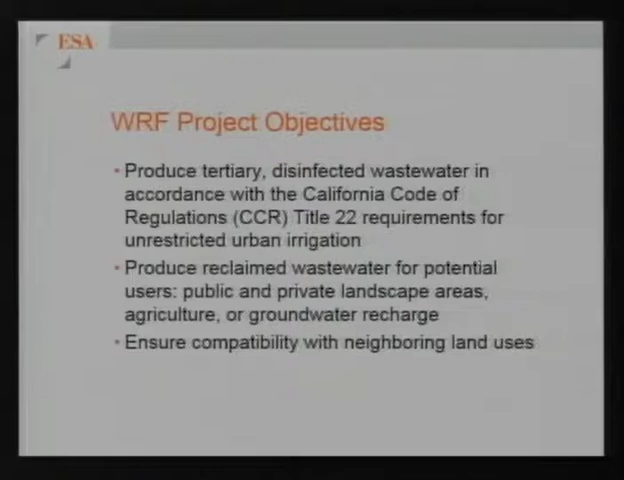 ESA
WRF Project Objectives
• Produce tertiary, disinfected wastewater in
accordance with the California Code of
Regulations (CCR) Title 22 requirements for
unrestricted urban irrigation
• Produce reclaimed wastewater for potential
users: public and private landscape areas,
agriculture, or groundwater recharge
• Ensure compatibility with neighboring land uses